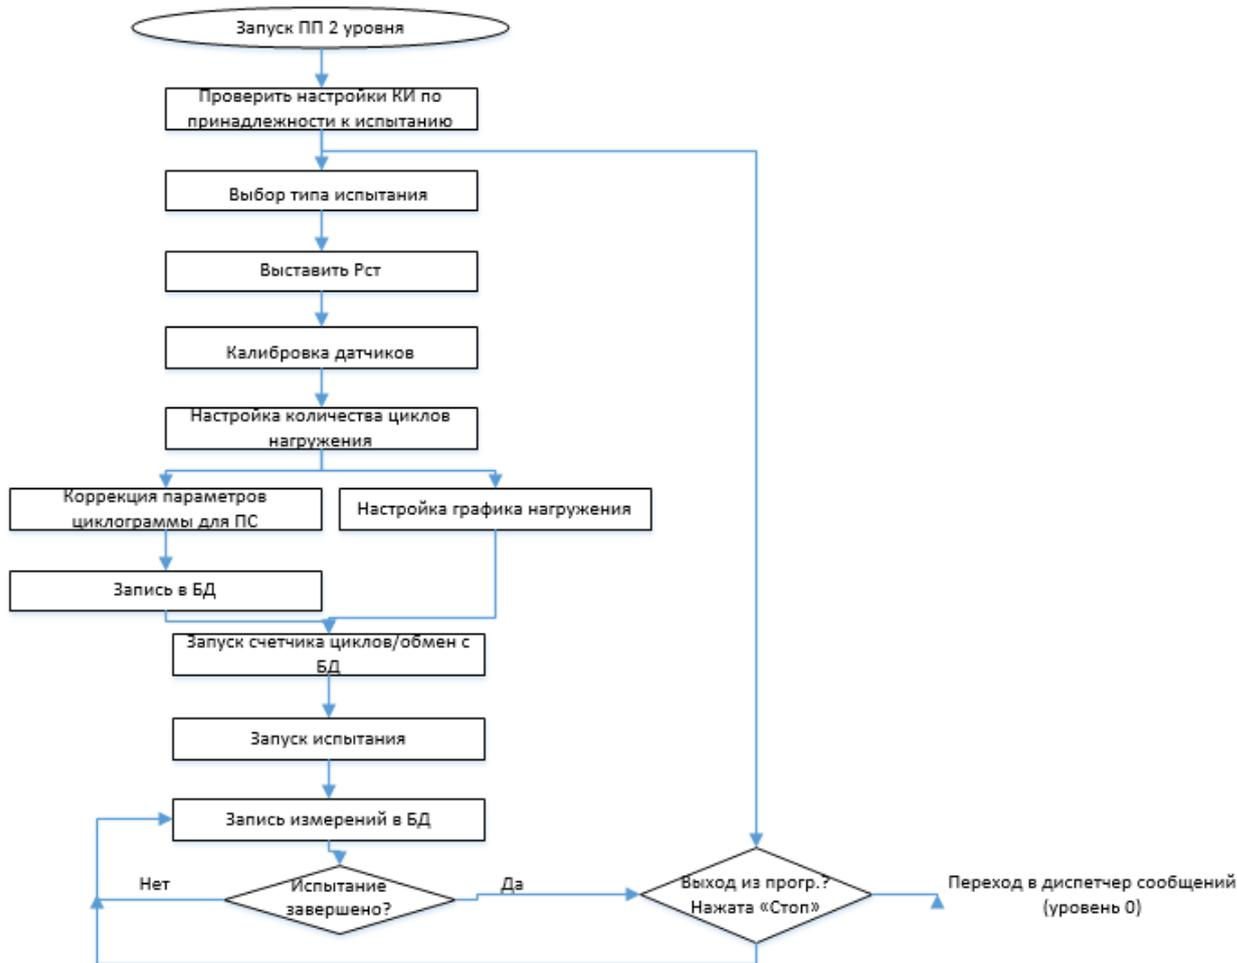 Запуск ПП 2 уровня
Проверить настройки КИ по
принадлежности к испытанию
Выбор типа испытания
Выставить Рст
Калибровка датчиков
Настройка количества циклов
нагружения
Коррекция параметров
циклограммы для ПС
Настройка графика нагружения
Запись в БД
Запуск счетчика циклов/обмен с
БД
Запуск испытания
Запись измерений в БД
Нет
Испытание
завершено?
Да
Выход из прогр.?
Нажата «Стоп»
Переход в диспетчер сообщений
(уровень 0)